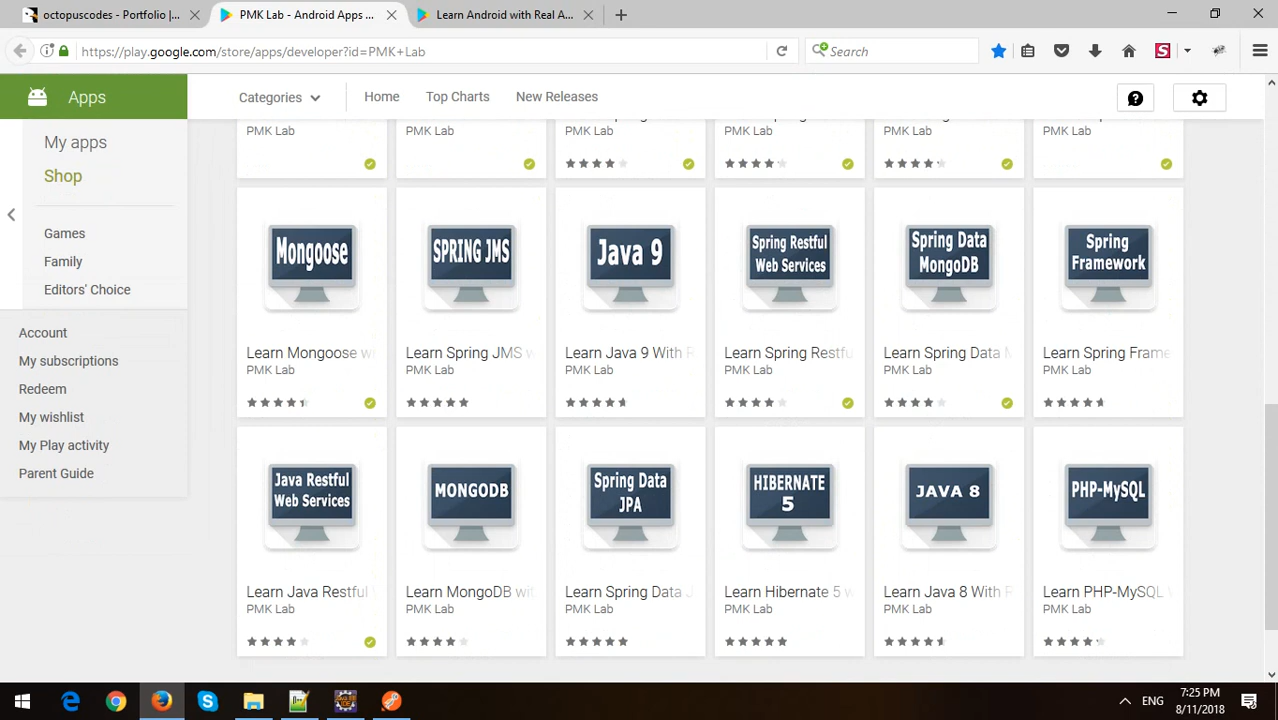 octopuscodes - Portfolio |...
PMK Lab - Android Apps ...
Learn Android with Real A...
https://play.google.com/store/apps/developer?id=PMK+Lab
Search
Apps
Categories
Home
Top Charts
New Releases
My apps
Shop
Games
Family
Editors' Choice
Account
My subscriptions
Redeem
My wishlist
My Play activity
Parent Guide
PMK Lab
PMK Lab
PMK Lab
PMK Lab
PMK Lab
PMK Lab
Mongoose
SPRING JMS
Java 9
Spring Restful
Web Services
Spring Data
MongoDB
Spring
Framework
Learn Mongoose wi
PMK Lab
Learn Spring JMS w
PMK Lab
Learn Java 9 With R
PMK Lab
Learn Spring Restfu
PMK Lab
Learn Spring Data M
PMK Lab
Learn Spring Frame
PMK Lab
Java Restful
Web Services
MONGODB
Spring Data
JPA
HIBERNATE
5
JAVA 8
PHP-MySQL
Learn Java Restful
PMK Lab
Learn MongoDB wit
PMK Lab
Learn Spring Data J
PMK Lab
Learn Hibernate 5 w
PMK Lab
Learn Java 8 With R
PMK Lab
Learn PHP-MySQL
PMK Lab
ENG
7:25 PM
8/11/2018